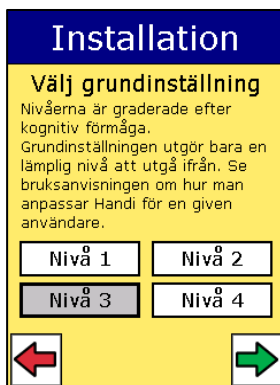 Installation
Välj grundinställning
Nivåerna är graderade efter
kognitiv förmåga.
Grundinställningen utgör bara en
lämplig nivå att utgå ifrån. Se
bruksanvisningen om hur man
anpassar Handi för en given
användare.
Nivå 1 Nivå 2
Nivå 3 Nivå 4